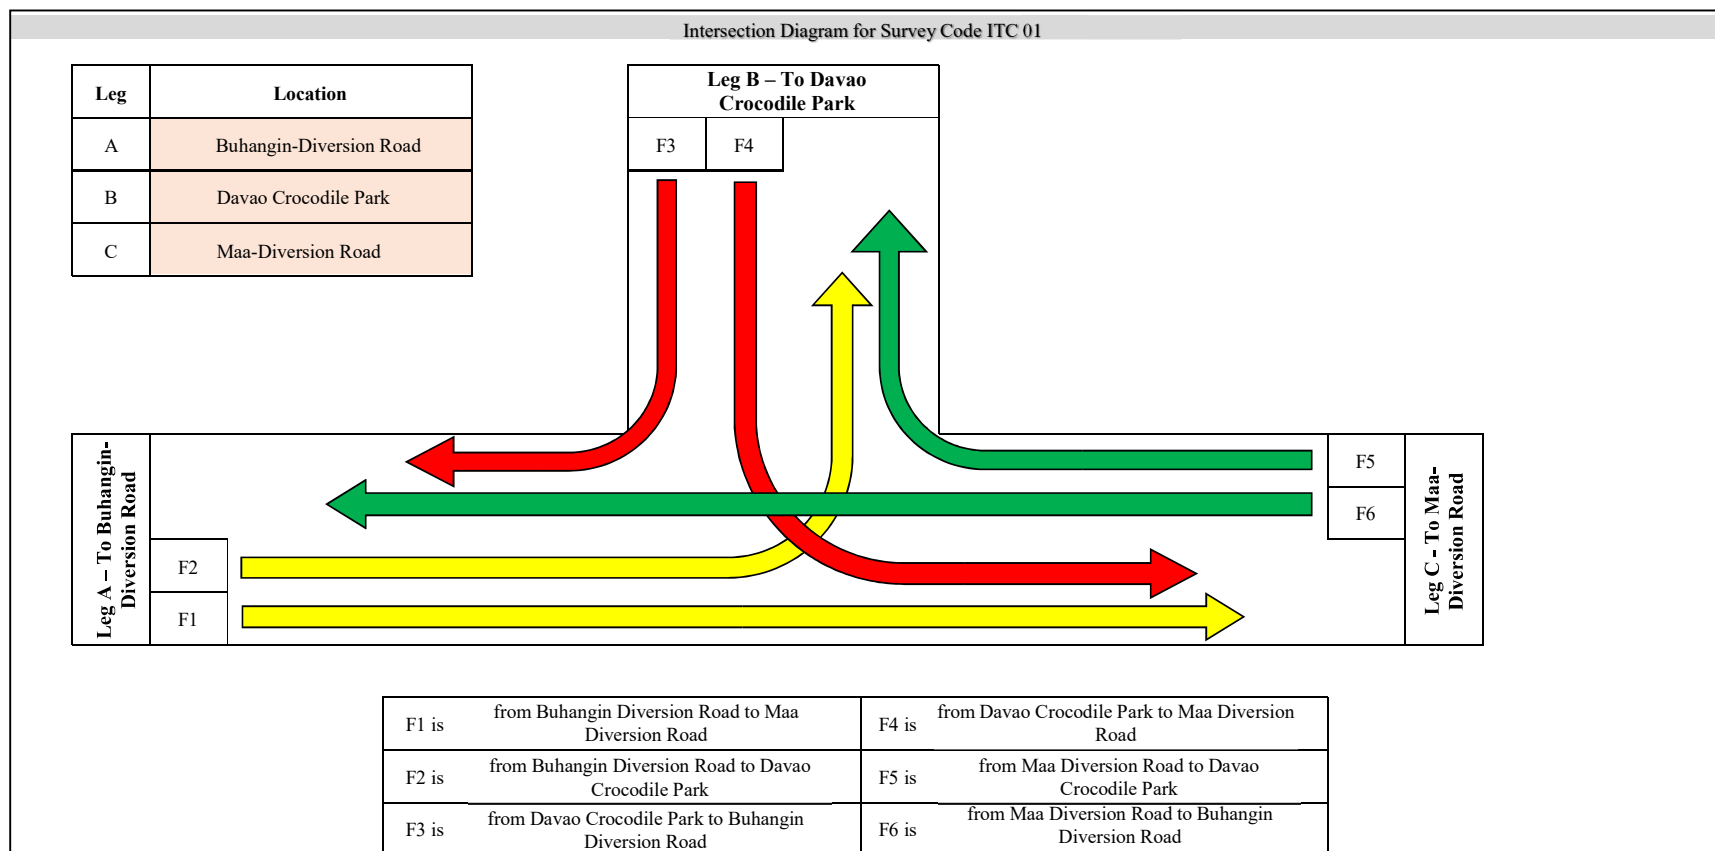 Intersection Diagram for Survey Code ITC 01
Leg Location
A Buhangin-Diversion Road
B Davao Crocodile Park
C Maa-Diversion Road
Leg B – To Davao
Crocodile Park
F3 F4
Leg A – To Buhangin-
Diversion Road
F2
F1
F5
F6
Leg C - To Maa-
Diversion Road
F1 is from Buhangin Diversion Road to Maa
Diversion Road
F4 is from Davao Crocodile Park to Maa Diversion
Road
F2 is from Buhangin Diversion Road to Davao
Crocodile Park
F5 is from Maa Diversion Road to Davao
Crocodile Park
F3 is from Davao Crocodile Park to Buhangin
Diversion Road
F6 is from Maa Diversion Road to Buhangin
Diversion Road